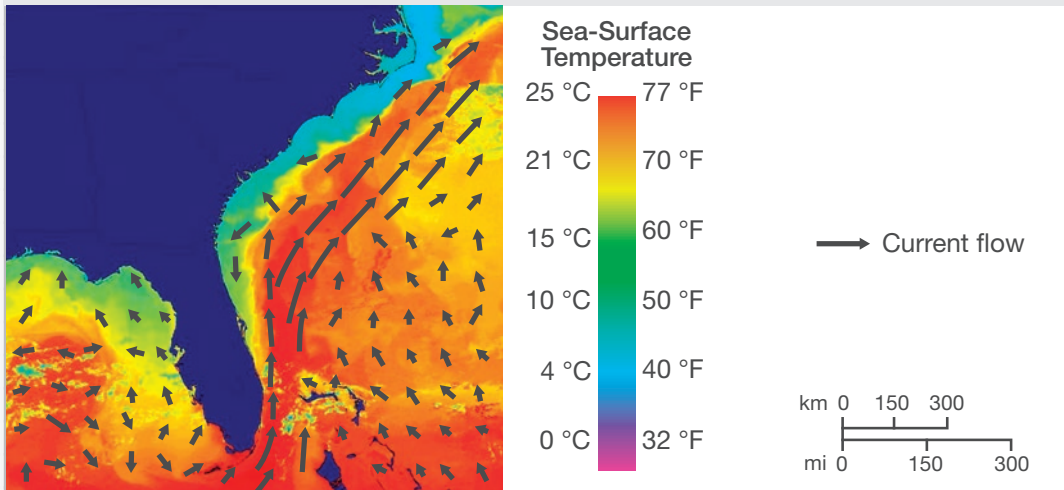 Sea-Surface
Temperature
25 °C 77 °F
21 °C 70 °F
15 °C 60 °F
10 °C 50 °F
4 °C 40 °F
0 °C 32 °F
Current flow
km 0 150 300
mi 0 150 300